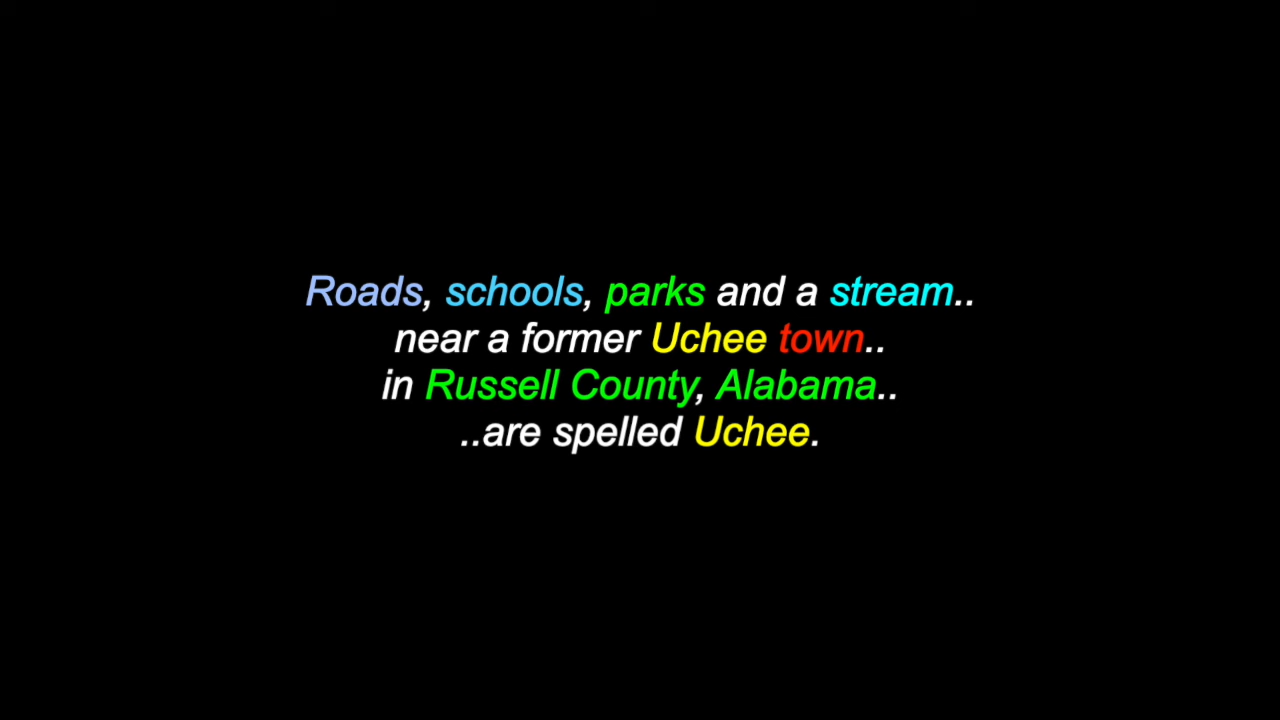 Roads, schools, parks and a stream..
near a former Uchee town..
in Russell County, Alabama..
..are spelled Uchee.